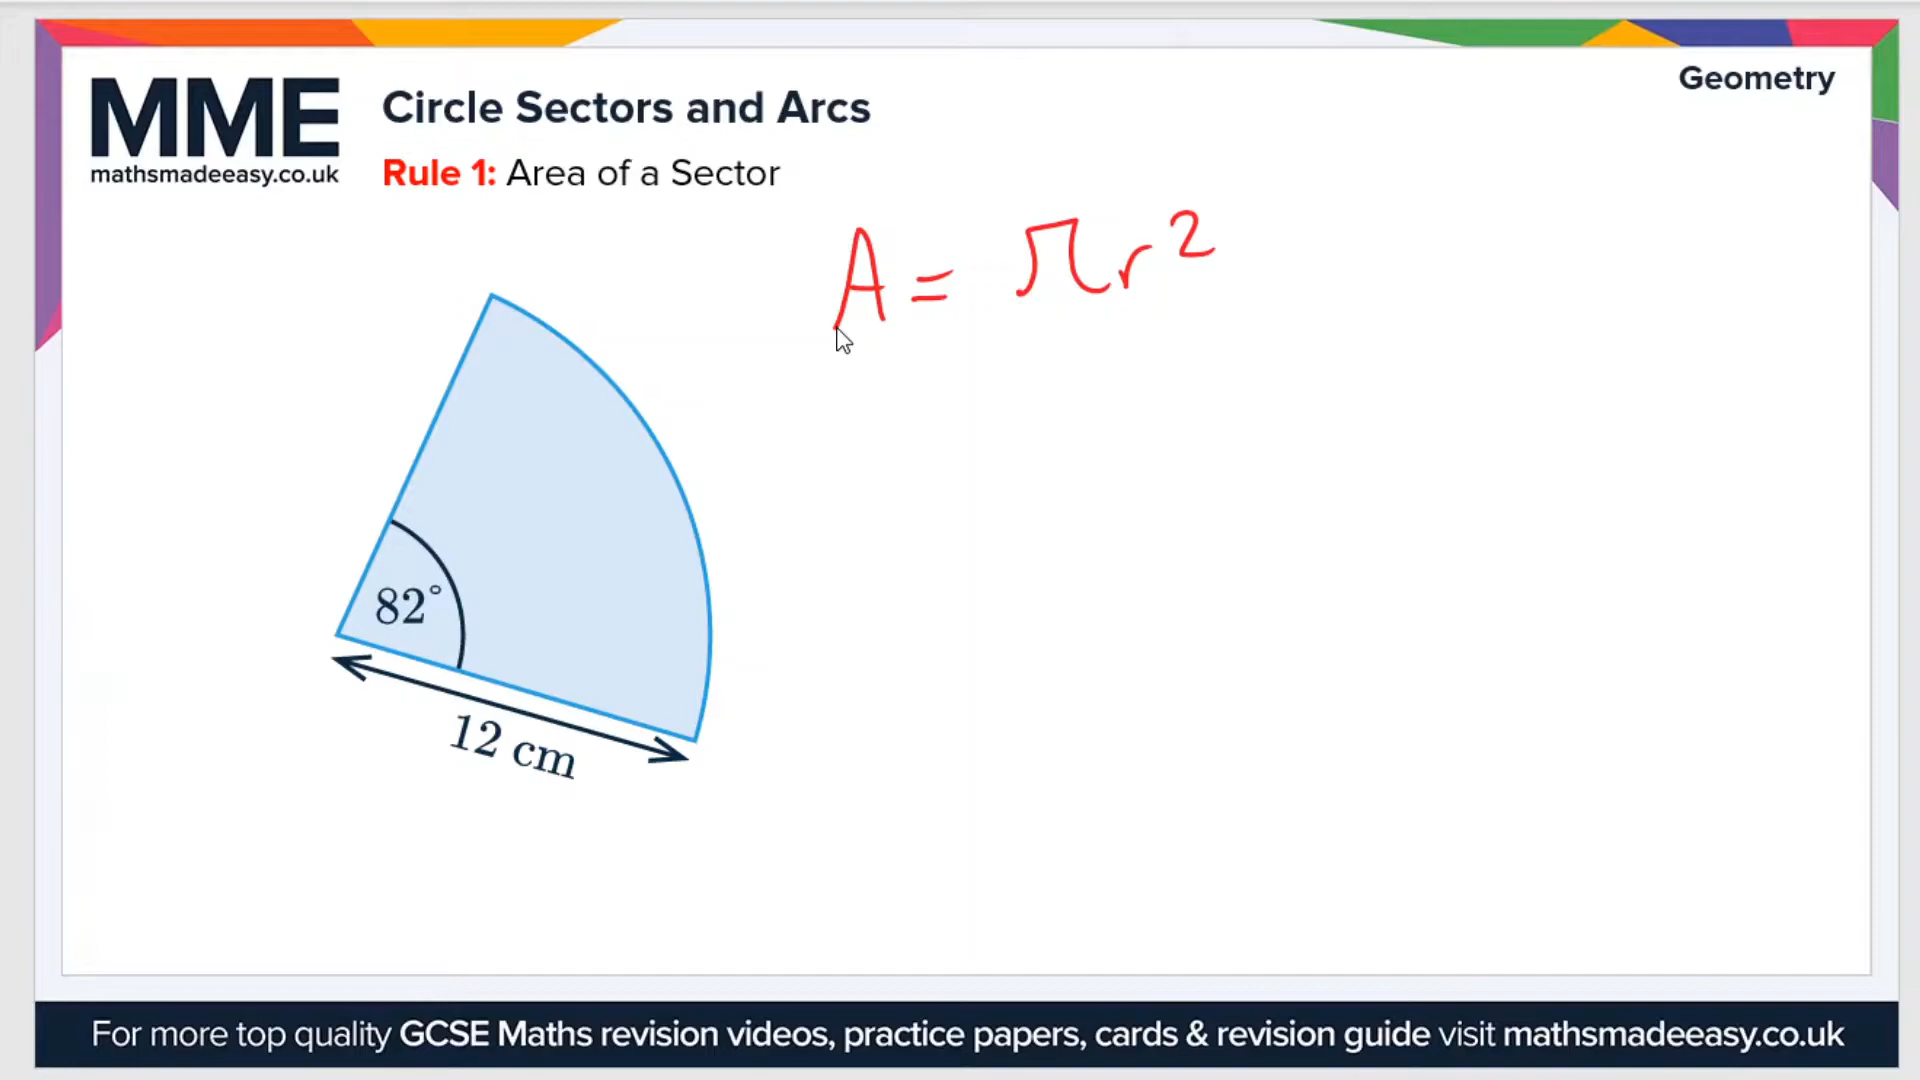 MME
mathsmadeeasy.co.uk
Circle Sectors and Arcs
Rule 1: Area of a Sector
Geometry
A = πr²
82°
12 cm
For more top quality GCSE Maths revision videos, practice papers, cards & revision guide visit mathsmadeeasy.co.uk